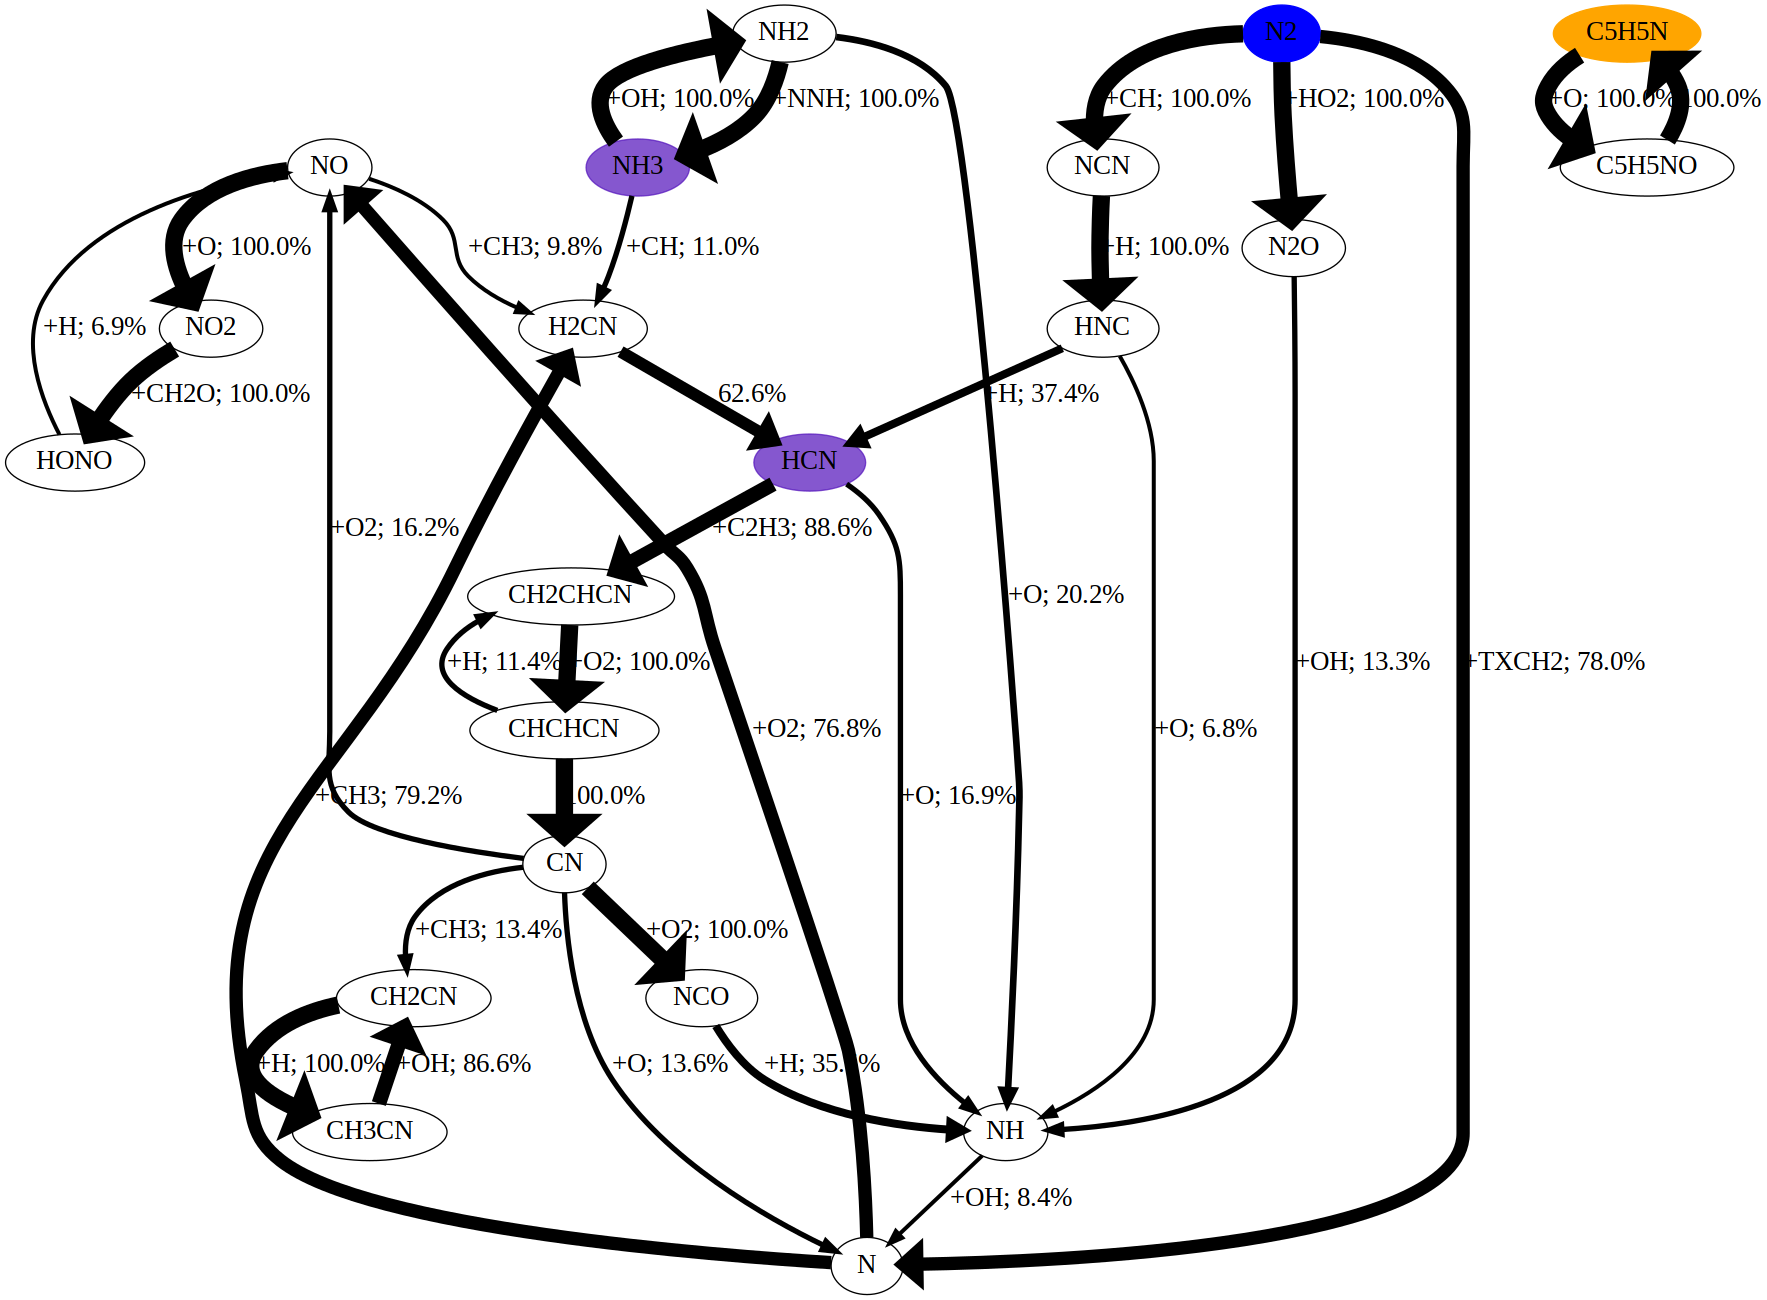 NH2
N2
C5H5N
+OH; 100.0%
+NNH; 100.0%
+CH; 100.0%
+HO2; 100.0%
+O; 100.0%
100.0%
NO
NH3
NCN
C5H5NO
+O; 100.0%
+CH3; 9.8%
+CH; 11.0%
+H; 100.0%
N2O
+H; 6.9%
NO2
H2CN
HNC
+CH2O; 100.0%
62.6%
+H; 37.4%
HONO
HCN
+O2; 16.2%
+C2H3; 88.6%
CH2CHCN
+O; 20.2%
+H; 11.4%
+O2; 100.0%
+OH; 13.3%
+TXCH2; 78.0%
CHCHCN
+O2; 76.8%
+O; 6.8%
+CH3; 79.2%
100.0%
+O; 16.9%
CN
+CH3; 13.4%
+O2; 100.0%
CH2CN
NCO
+H; 100.0%
+OH; 86.6%
+O; 13.6%
CH3CN
NH
+OH; 8.4%
N